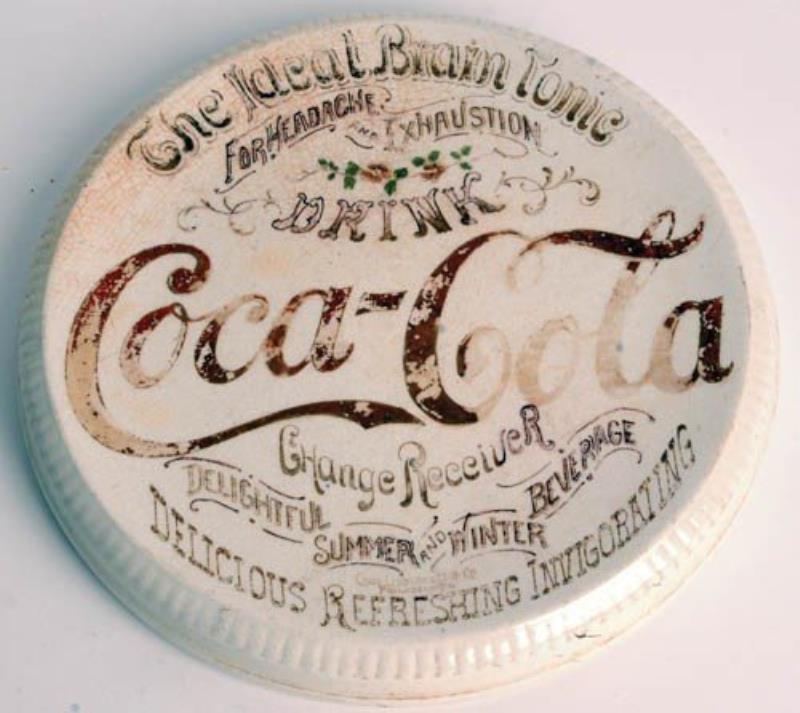 The Ideal Brain Tonic
FOR HEADACHE AND EXHAUSTION
DRINK
Coca-Cola
Change Receiver
DELIGHTFUL SUMMER AND WINTER BEVERAGE
DELICIOUS REFRESHING INVIGORATING